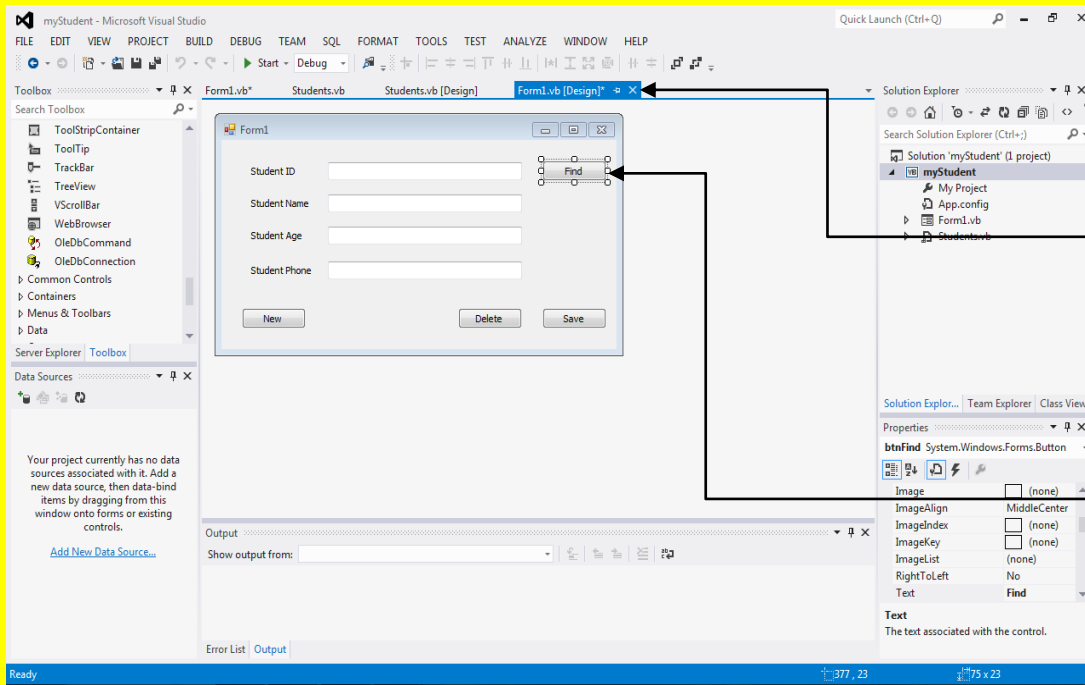 myStudent - Microsoft Visual Studio
Quick Launch (Ctrl+Q)
FILE EDIT VIEW PROJECT BUILD DEBUG TEAM SQL FORMAT TOOLS TEST ANALYZE WINDOW HELP
Start Debug
Toolbox
Search Toolbox
ToolStripContainer
ToolTip
TrackBar
TreeView
VScrollBar
WebBrowser
OleDbCommand
OleDbConnection
Common Controls
Containers
Menus & Toolbars
Data
Server Explorer Toolbox
Data Sources
Your project currently has no data
sources associated with it. Add a
new data source, then data-bind
items by dragging from this
window onto forms or existing
controls.
Add New Data Source...
Form1.vb* Students.vb Students.vb [Design] Form1.vb [Design]*
Form1
Student ID
Find
Student Name
Student Age
Student Phone
New Delete Save
Output
Show output from:
Error List Output
Solution Explorer
Search Solution Explorer (Ctrl+;)
Solution 'myStudent' (1 project)
VB myStudent
My Project
App.config
Form1.vb
Students.vb
Solution Explor... Team Explorer Class View
Properties
btnFind System.Windows.Forms.Button
Image (none)
ImageAlign MiddleCenter
ImageIndex (none)
ImageKey (none)
ImageList (none)
RightToLeft No
Text Find
Text
The text associated with the control.
Ready 377 , 23 75 x 23